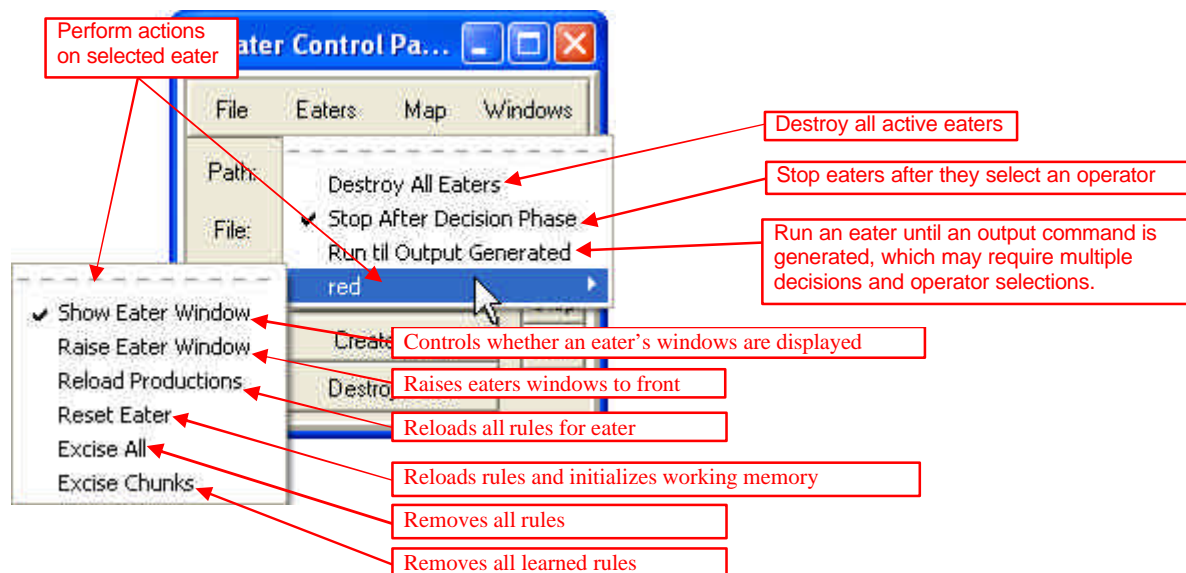 Perform actions
on selected eater
ater Control Pa...
File Eaters Map Windows
Destroy all active eaters
Path:
Destroy All Eaters
Stop eaters after they select an operator
Stop After Decision Phase
File:
Run an eater until an output command is
generated, which may require multiple
decisions and operator selections.
Run til Output Generated
red
Show Eater Window
Raise Eater Window
Reload Productions
Reset Eater
Excise All
Excise Chunks
Creat
Controls whether an eater's windows are displayed
Destro
Raises eaters windows to front
Reloads all rules for eater
Reloads rules and initializes working memory
Removes all rules
Removes all learned rules